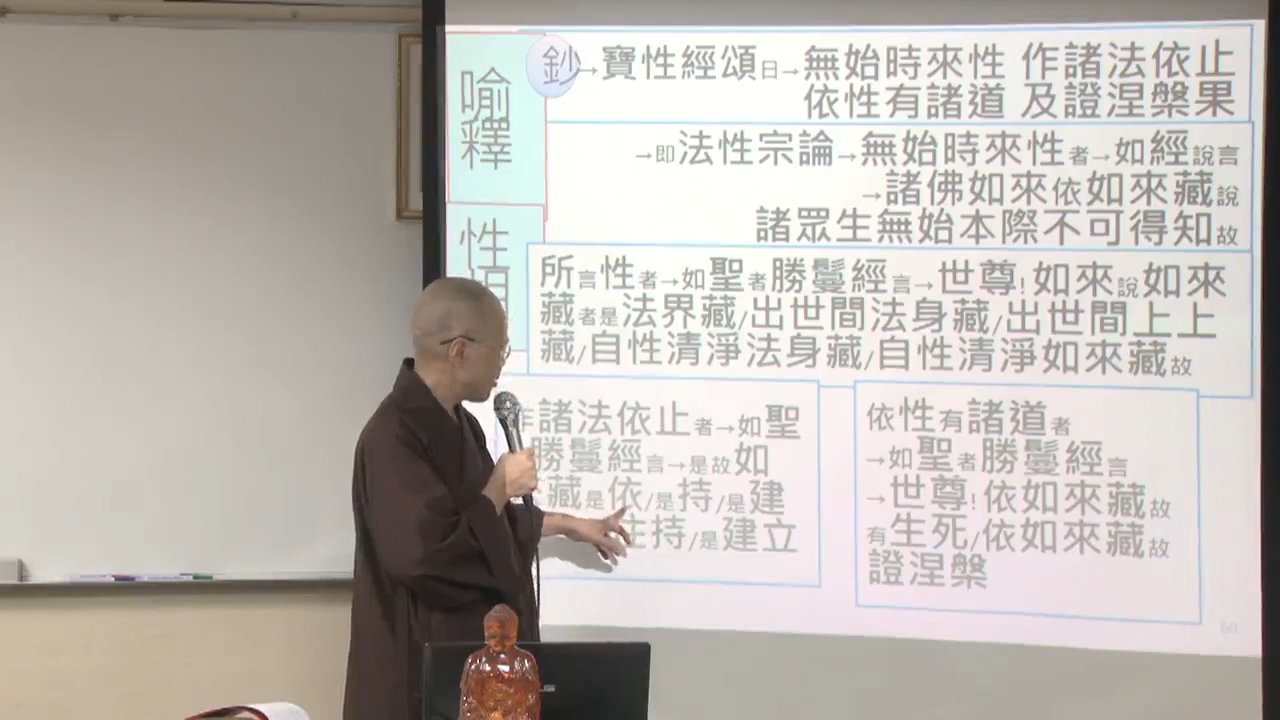 喻釋
鈔→寶性經頌曰→無始時來性 作諸法依止
依性有諸道 及證涅槃果
→即法性宗論→無始時來性者→如經說言
→諸佛如來依如來藏說
諸眾生無始本際不可得知故
性
所言性者→如聖者勝鬘經言→世尊!如來說如來
藏者是法界藏/出世間法身藏/出世間上上
藏/自性清淨法身藏/自性清淨如來藏故
諸法依止者→如聖
勝鬘經言→是故如
藏是依/是持/是建
住持/是建立
依性有諸道者
→如聖者勝鬘經言
→世尊!依如來藏故
有生死/依如來藏故
證涅槃
60